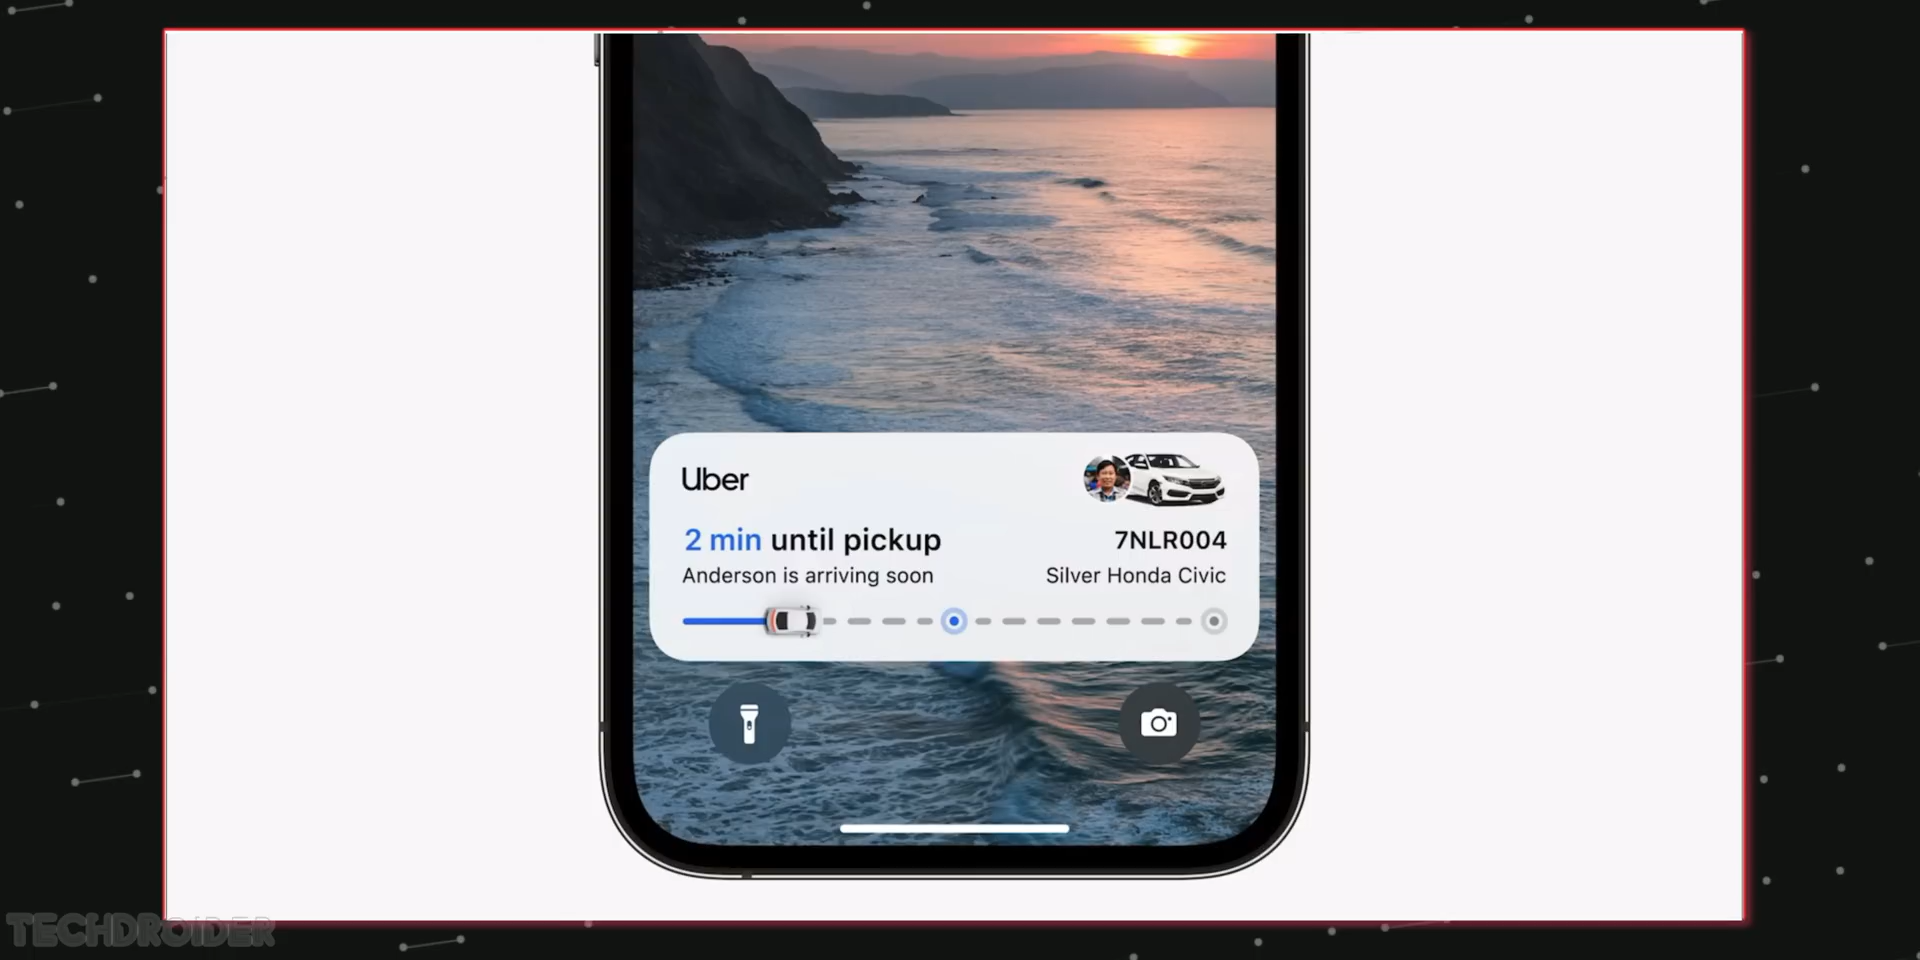 Uber
2 min until pickup
7NLR004
Anderson is arriving soon
Silver Honda Civic
TECHDROIDER